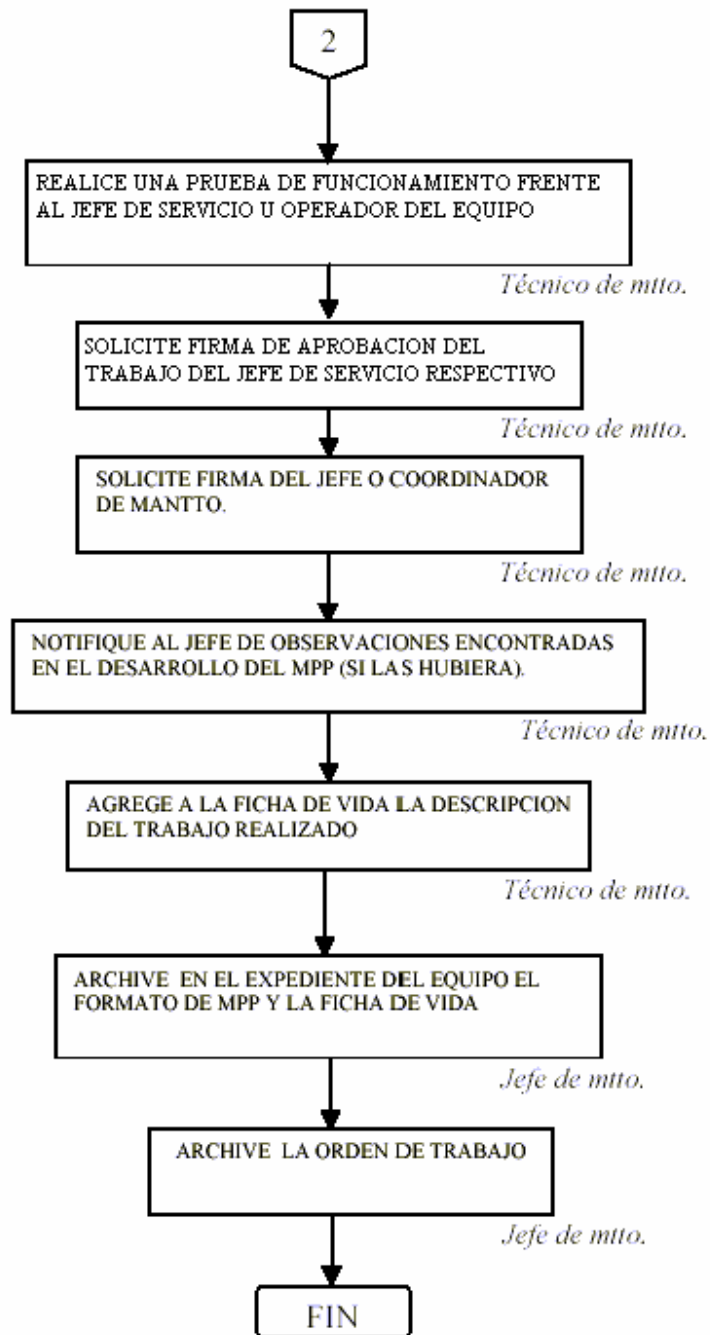 2
REALICE UNA PRUEBA DE FUNCIONAMIENTO FRENTE
AL JEFE DE SERVICIO U OPERADOR DEL EQUIPO
Técnico de mtto.
SOLICITE FIRMA DE APROBACION DEL
TRABAJO DEL JEFE DE SERVICIO RESPECTIVO
Técnico de mtto.
SOLICITE FIRMA DEL JEFE O COORDINADOR
DE MANTTO.
Técnico de mtto.
NOTIFIQUE AL JEFE DE OBSERVACIONES ENCONTRADAS
EN EL DESARROLLO DEL MPP (SI LAS HUBIERA).
Técnico de mtto.
AGREGE A LA FICHA DE VIDA LA DESCRIPCION
DEL TRABAJO REALIZADO
Técnico de mtto.
ARCHIVE EN EL EXPEDIENTE DEL EQUIPO EL
FORMATO DE MPP Y LA FICHA DE VIDA
Jefe de mtto.
ARCHIVE LA ORDEN DE TRABAJO
Jefe de mtto.
FIN